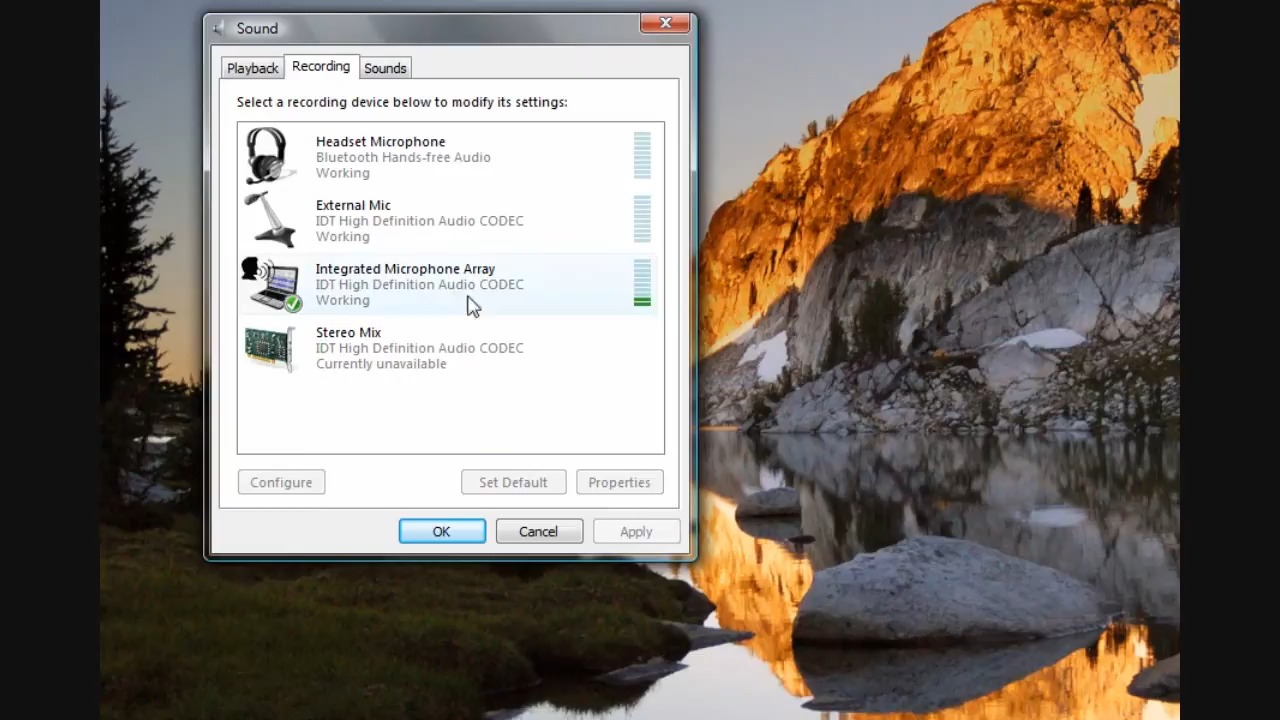 Sound
Playback
Recording
Sounds
Select a recording device below to modify its settings:
Headset Microphone
Bluetooth Hands-free Audio
Working
External Mic
IDT High Definition Audio CODEC
Working
Integrated Microphone Array
IDT High Definition Audio CODEC
Working
Stereo Mix
IDT High Definition Audio CODEC
Currently unavailable
Configure
Set Default
Properties
OK
Cancel
Apply